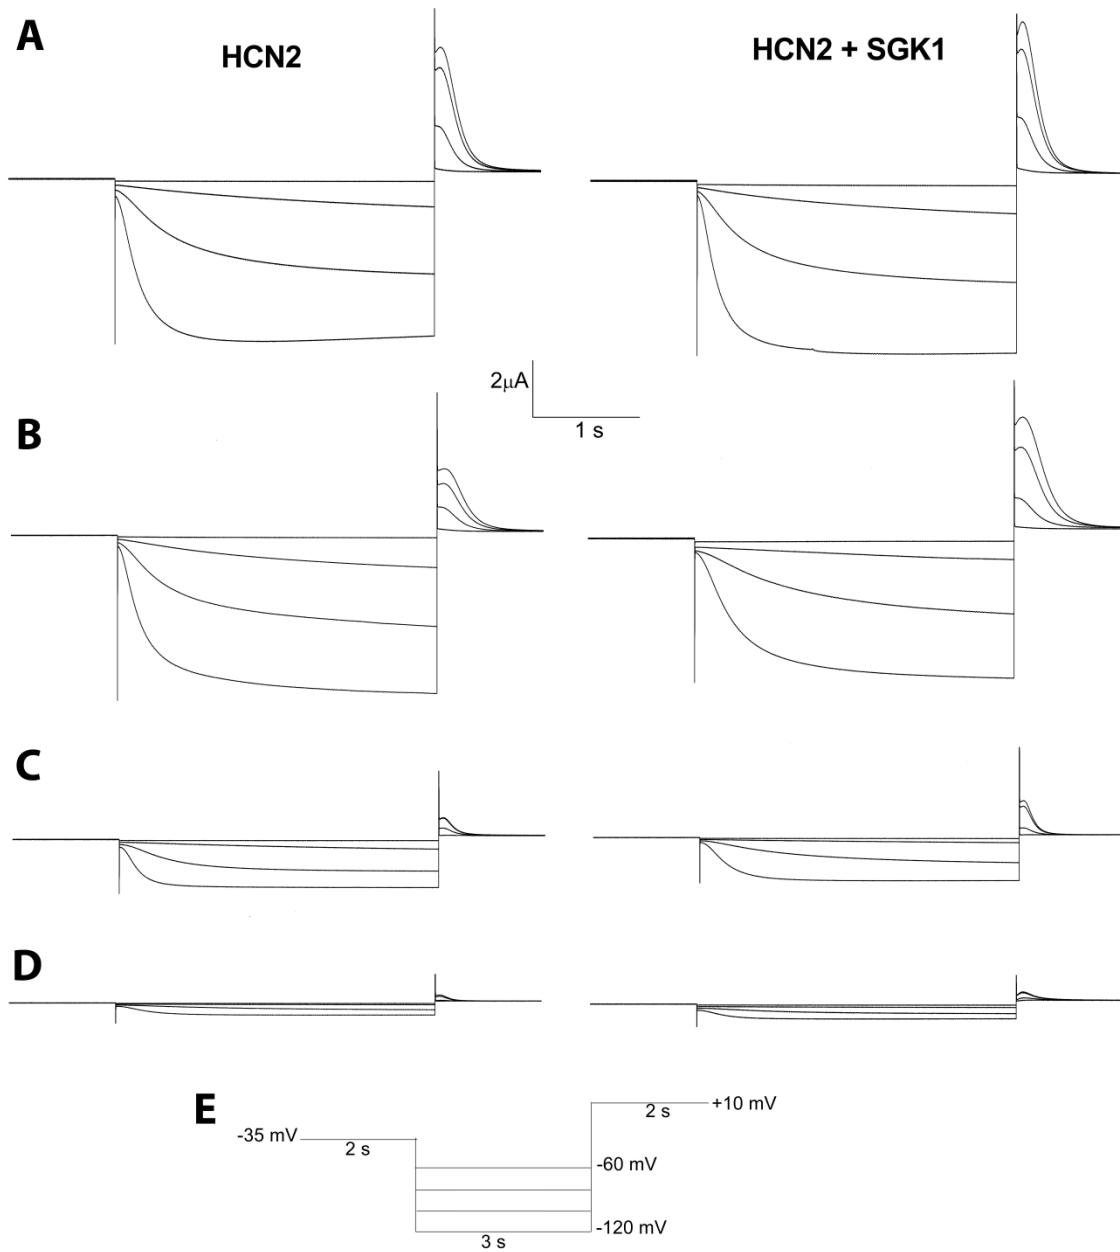 A
HCN2
HCN2 + SGK1
2μA
1 s
B
C
D
E
-35 mV
2 s
2 s
+10 mV
-60 mV
-120 mV
3 s